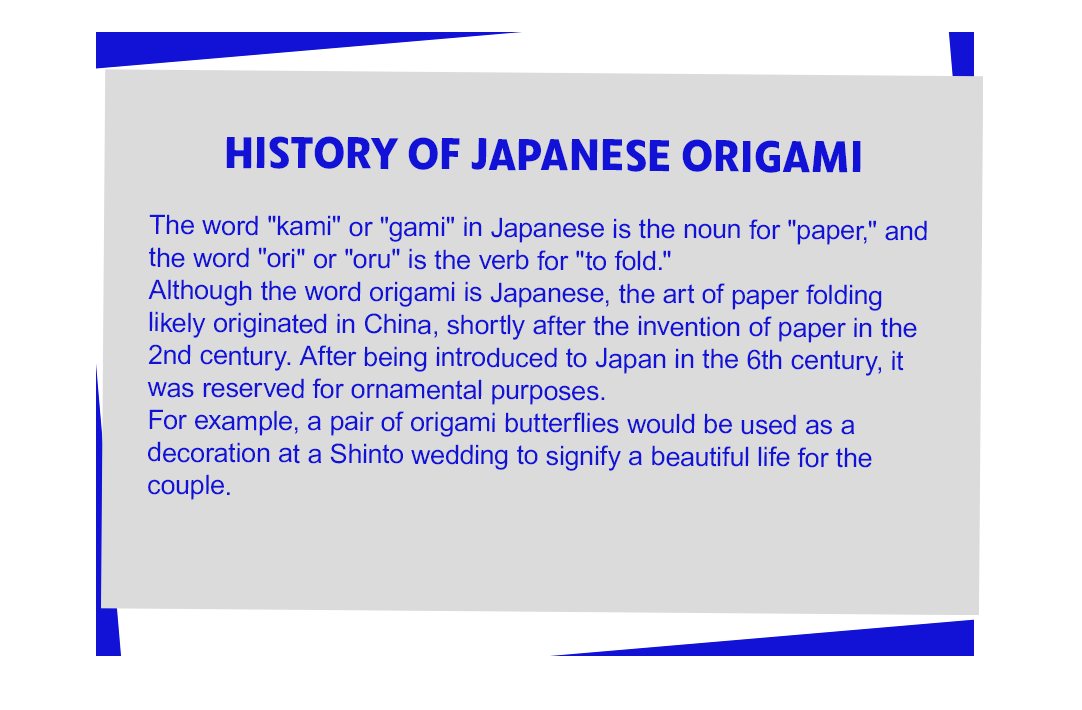 HISTORY OF JAPANESE ORIGAMI
The word "kami" or "gami" in Japanese is the noun for "paper," and
the word "ori" or "oru" is the verb for "to fold."
Although the word origami is Japanese, the art of paper folding
likely originated in China, shortly after the invention of paper in the
2nd century. After being introduced to Japan in the 6th century, it
was reserved for ornamental purposes.
For example, a pair of origami butterflies would be used as a
decoration at a Shinto wedding to signify a beautiful life for the
couple.